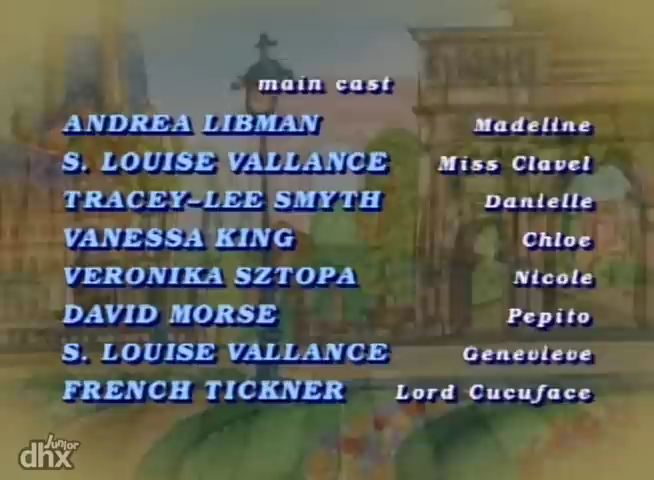 main cast
ANDREA LIBMAN Madeline
S. LOUISE VALLANCE Miss Clavel
TRACEY-LEE SMYTH Danielle
VANESSA KING Chloe
VERONIKA SZTOPA Nicole
DAVID MORSE Pepito
S. LOUISE VALLANCE Genevieve
FRENCH TICKNER Lord Cucuface
dhx Junior